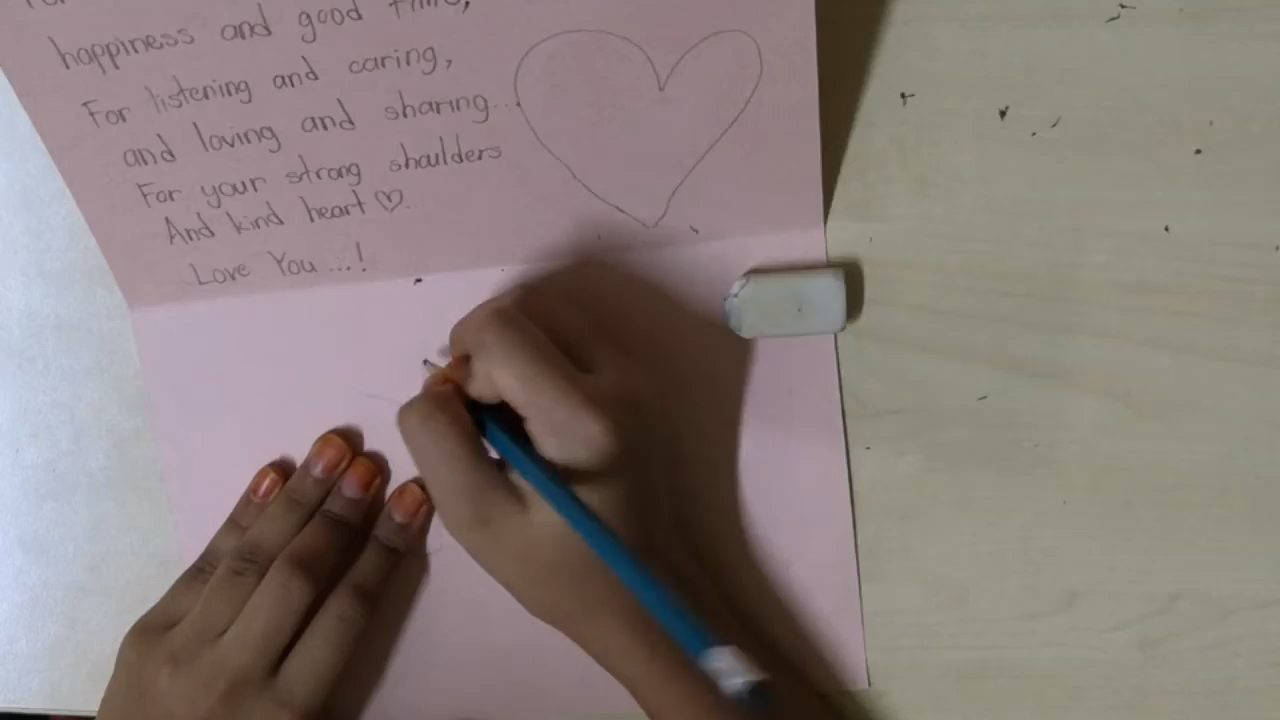 happiness and good time,
For listening and caring,
and loving and sharing...
For your strong shoulders
And kind heart ♡.
Love You ...!